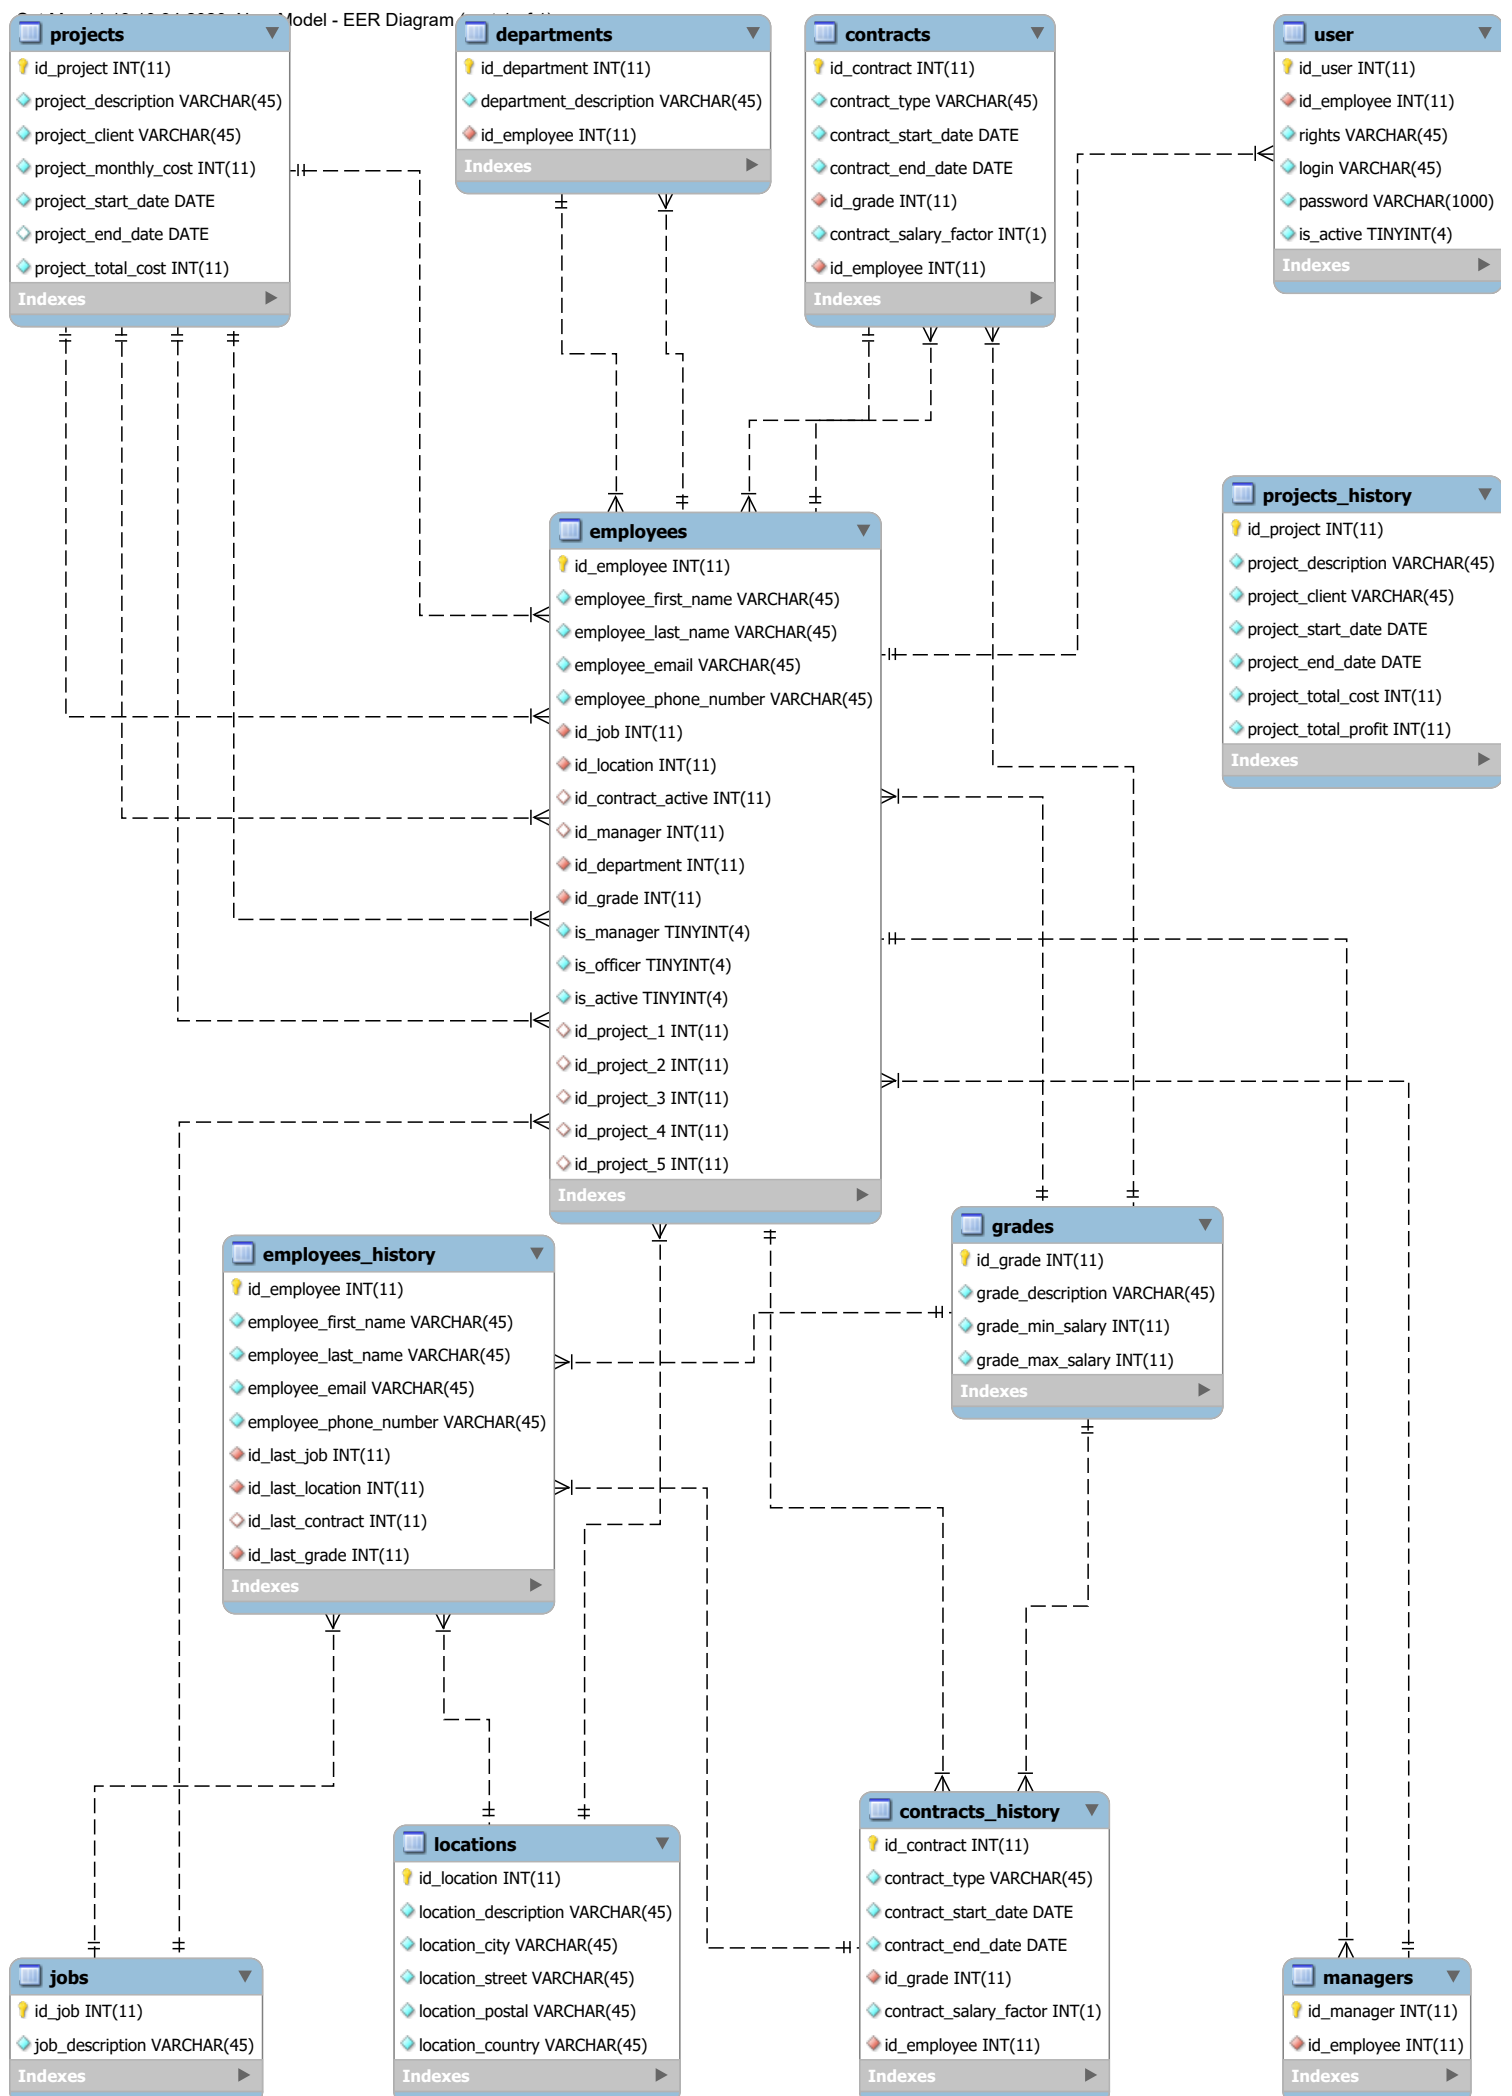 Model - EER Diagram
projects
id_project INT(11)
project_description VARCHAR(45)
project_client VARCHAR(45)
project_monthly_cost INT(11)
project_start_date DATE
project_end_date DATE
project_total_cost INT(11)
Indexes
departments
id_department INT(11)
department_description VARCHAR(45)
id_employee INT(11)
Indexes
contracts
id_contract INT(11)
contract_type VARCHAR(45)
contract_start_date DATE
contract_end_date DATE
id_grade INT(11)
contract_salary_factor INT(1)
id_employee INT(11)
Indexes
user
id_user INT(11)
id_employee INT(11)
rights VARCHAR(45)
login VARCHAR(45)
password VARCHAR(1000)
is_active TINYINT(4)
Indexes
projects_history
id_project INT(11)
project_description VARCHAR(45)
project_client VARCHAR(45)
project_start_date DATE
project_end_date DATE
project_total_cost INT(11)
project_total_profit INT(11)
Indexes
employees
id_employee INT(11)
employee_first_name VARCHAR(45)
employee_last_name VARCHAR(45)
employee_email VARCHAR(45)
employee_phone_number VARCHAR(45)
id_job INT(11)
id_location INT(11)
id_contract_active INT(11)
id_manager INT(11)
id_department INT(11)
id_grade INT(11)
is_manager TINYINT(4)
is_officer TINYINT(4)
is_active TINYINT(4)
id_project_1 INT(11)
id_project_2 INT(11)
id_project_3 INT(11)
id_project_4 INT(11)
id_project_5 INT(11)
Indexes
employees_history
id_employee INT(11)
employee_first_name VARCHAR(45)
employee_last_name VARCHAR(45)
employee_email VARCHAR(45)
employee_phone_number VARCHAR(45)
id_last_job INT(11)
id_last_location INT(11)
id_last_contract INT(11)
id_last_grade INT(11)
Indexes
grades
id_grade INT(11)
grade_description VARCHAR(45)
grade_min_salary INT(11)
grade_max_salary INT(11)
Indexes
jobs
id_job INT(11)
job_description VARCHAR(45)
Indexes
locations
id_location INT(11)
location_description VARCHAR(45)
location_city VARCHAR(45)
location_street VARCHAR(45)
location_postal VARCHAR(45)
location_country VARCHAR(45)
Indexes
contracts_history
id_contract INT(11)
contract_type VARCHAR(45)
contract_start_date DATE
contract_end_date DATE
id_grade INT(11)
contract_salary_factor INT(1)
id_employee INT(11)
Indexes
managers
id_manager INT(11)
id_employee INT(11)
Indexes